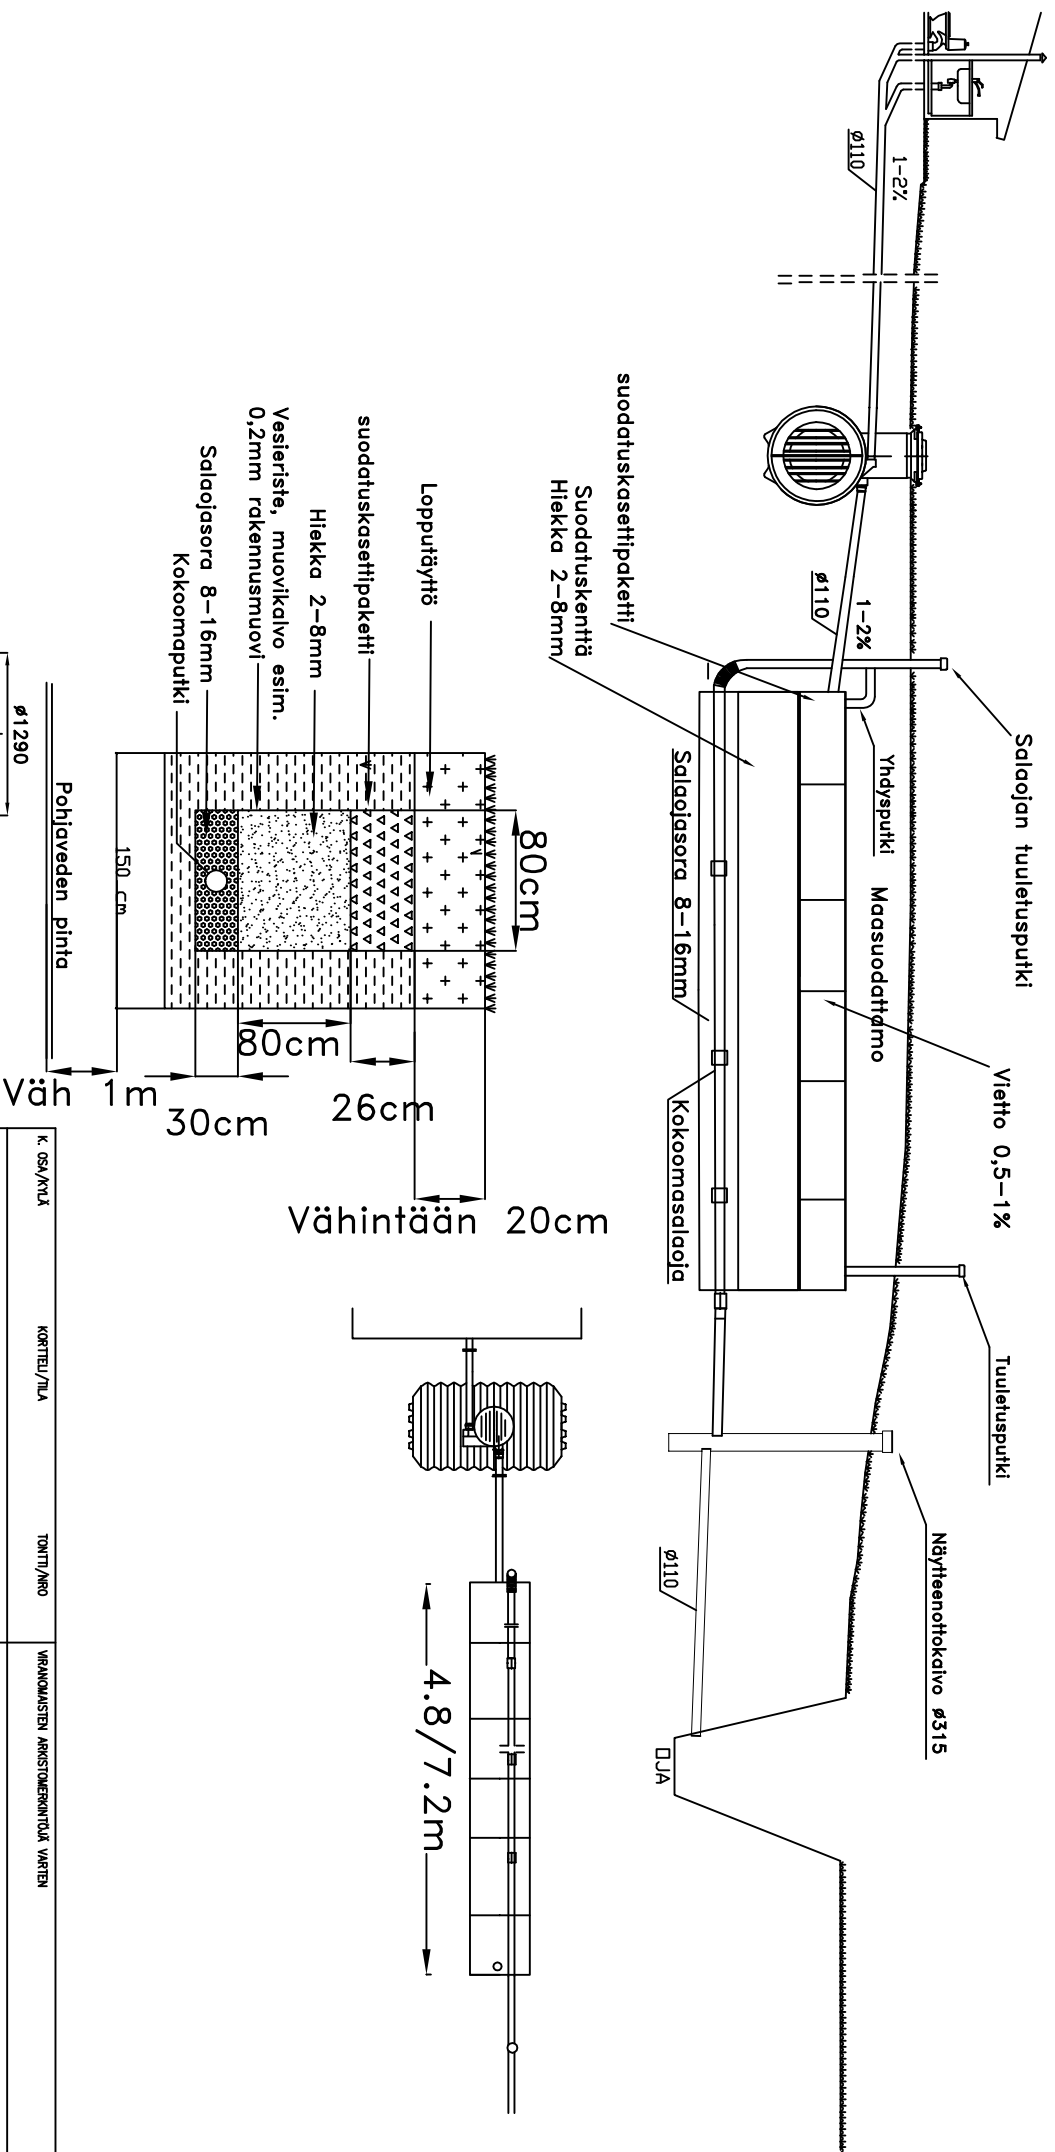 Salaojan tuuletusputki
Vietto 0,5-1%
Tuuletusputki
Näytteenottokaivo ø315
1-2%
ø110
1-2%
ø110
Yhdysputki
Maasuodattamo
suodatuskasettipaketti
Suodatuskenttä
Hiekka 2-8mm
Salaojasora 8-16mm
Kokoomasalaoja
ø110
OJA
80cm
Lopputäyttö
suodatuskasettipaketti
Hiekka 2-8mm
Vesieriste, muovikalvo esim.
0,2mm rakennusmuovi
Salaojasora 8-16mm
Kokoomaputki
150 cm
Pohjaveden pinta
Vähintään 20cm
26cm
80cm
30cm
Väh 1m
4.8/7.2m
ø1290
K. OSA/KYLÄ
KORTTELI/TILA
TONTTI/NRO
VIRANOMAISTEN ARKISTOMERKINTÖJÄ VARTEN